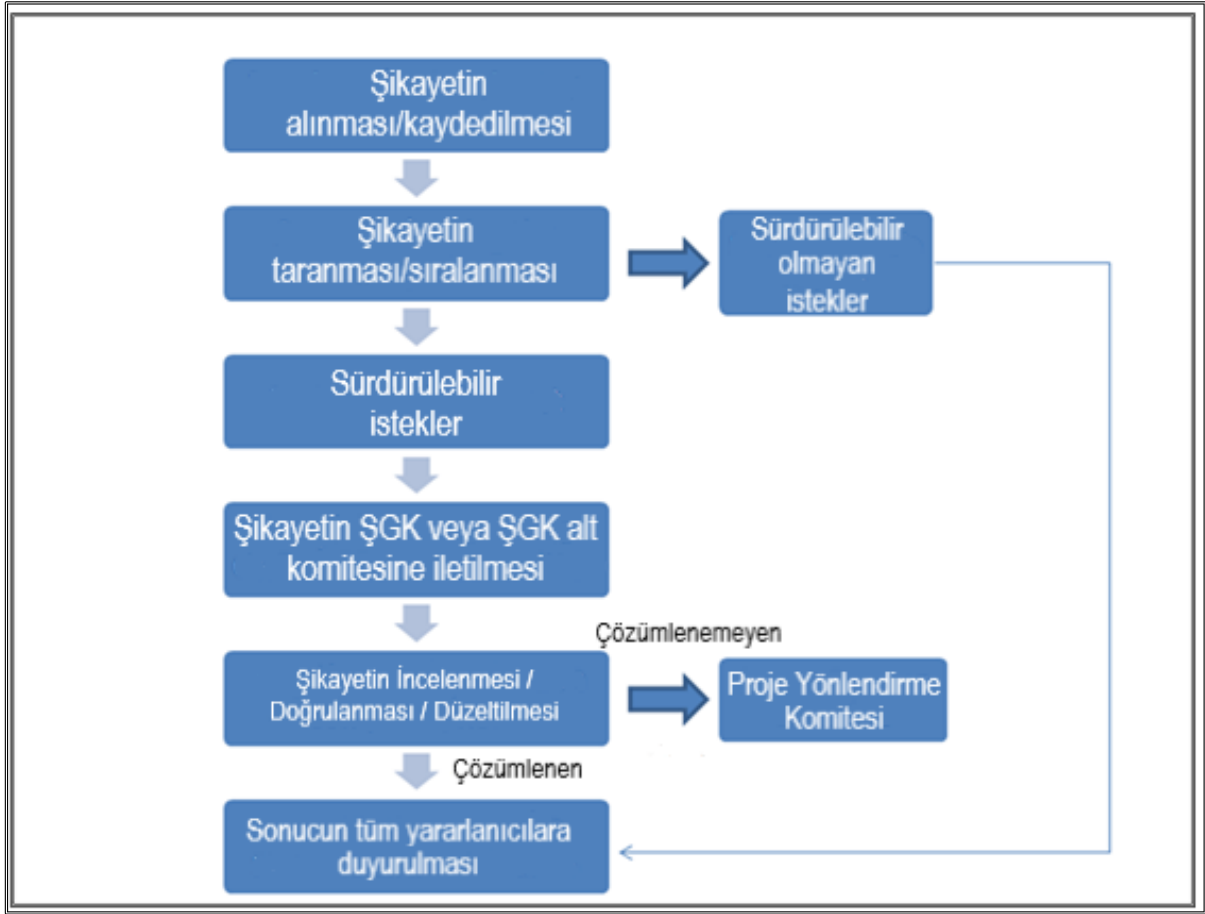 Şikayetin
alınması/kaydedilmesi
Şikayetin
taranması/sıralanması
Sürdürülebilir
olmayan
istekler
Sürdürülebilir
istekler
Şikayetin ŞGK veya ŞGK alt
komitesine iletilmesi
Çözümlenemeyen
Şikayetin İncelenmesi /
Doğrulanması / Düzeltilmesi
Proje Yönlendirme
Komitesi
Çözümlenen
Sonucun tüm yararlanıcılara
duyurulması